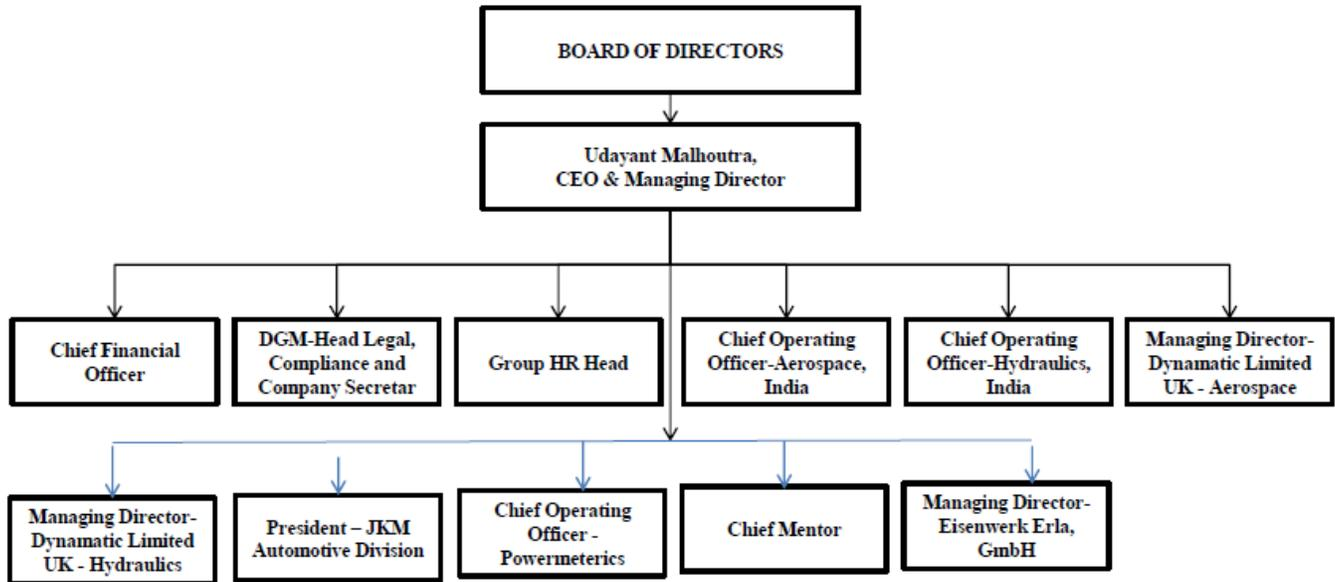 BOARD OF DIRECTORS
Udayant Malhoutra,
CEO & Managing Director
Chief Financial
Officer
DGM-Head Legal,
Compliance and
Company Secretar
Group HR Head
Chief Operating
Officer-Aerospace,
India
Chief Operating
Officer-Hydraulics,
India
Managing Director-
Dynamatic Limited
UK - Aerospace
Managing Director-
Dynamatic Limited
UK - Hydraulics
President – JKM
Automotive Division
Chief Operating
Officer -
Powermeterics
Chief Mentor
Managing Director-
Eisenwerk Erla,
GmbH